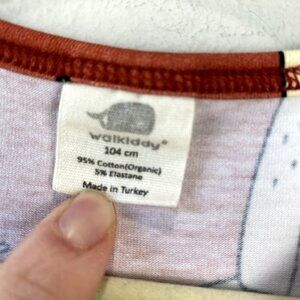 walkiddy®
104 cm
95% Cotton(Organic)
5% Elastane
Made in Turkey